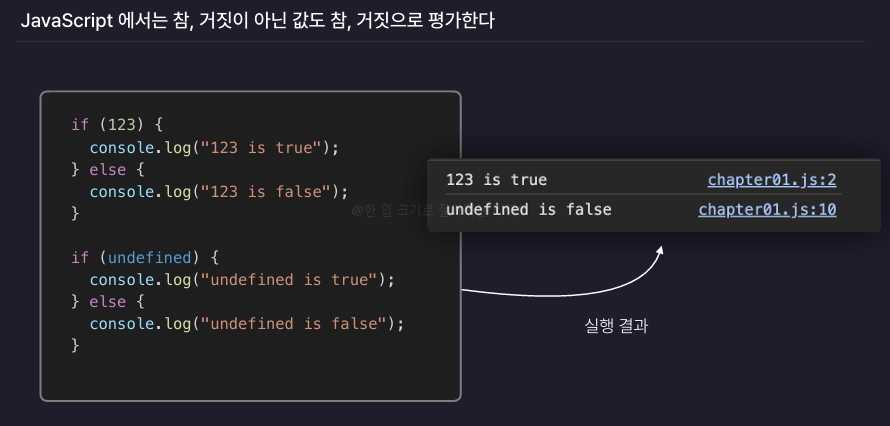 JavaScript 에서는 참, 거짓이 아닌 값도 참, 거짓으로 평가한다
if (123) {
  console.log("123 is true");
} else {
  console.log("123 is false");
}
if (undefined) {
  console.log("undefined is true");
} else {
  console.log("undefined is false");
}
123 is true chapter01.js:2
undefined is false chapter01.js:10
@한 입 크기로
실행 결과